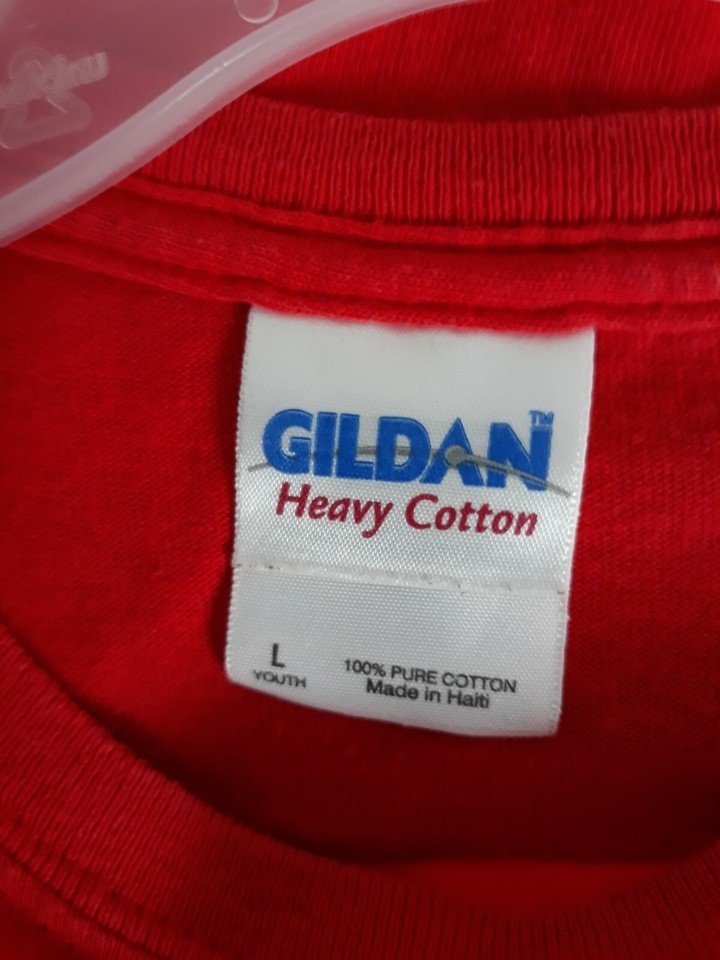 GILDAN™
Heavy Cotton
L
YOUTH
100% PURE COTTON
Made in Haiti